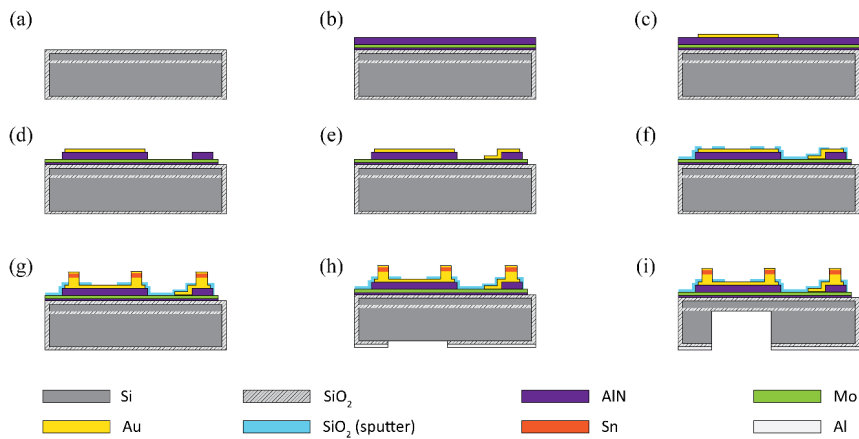 (a)
(b)
(c)
(d)
(e)
(f)
(g)
(h)
(i)
Si
SiO2
AlN
Mo
Au
SiO2 (sputter)
Sn
Al